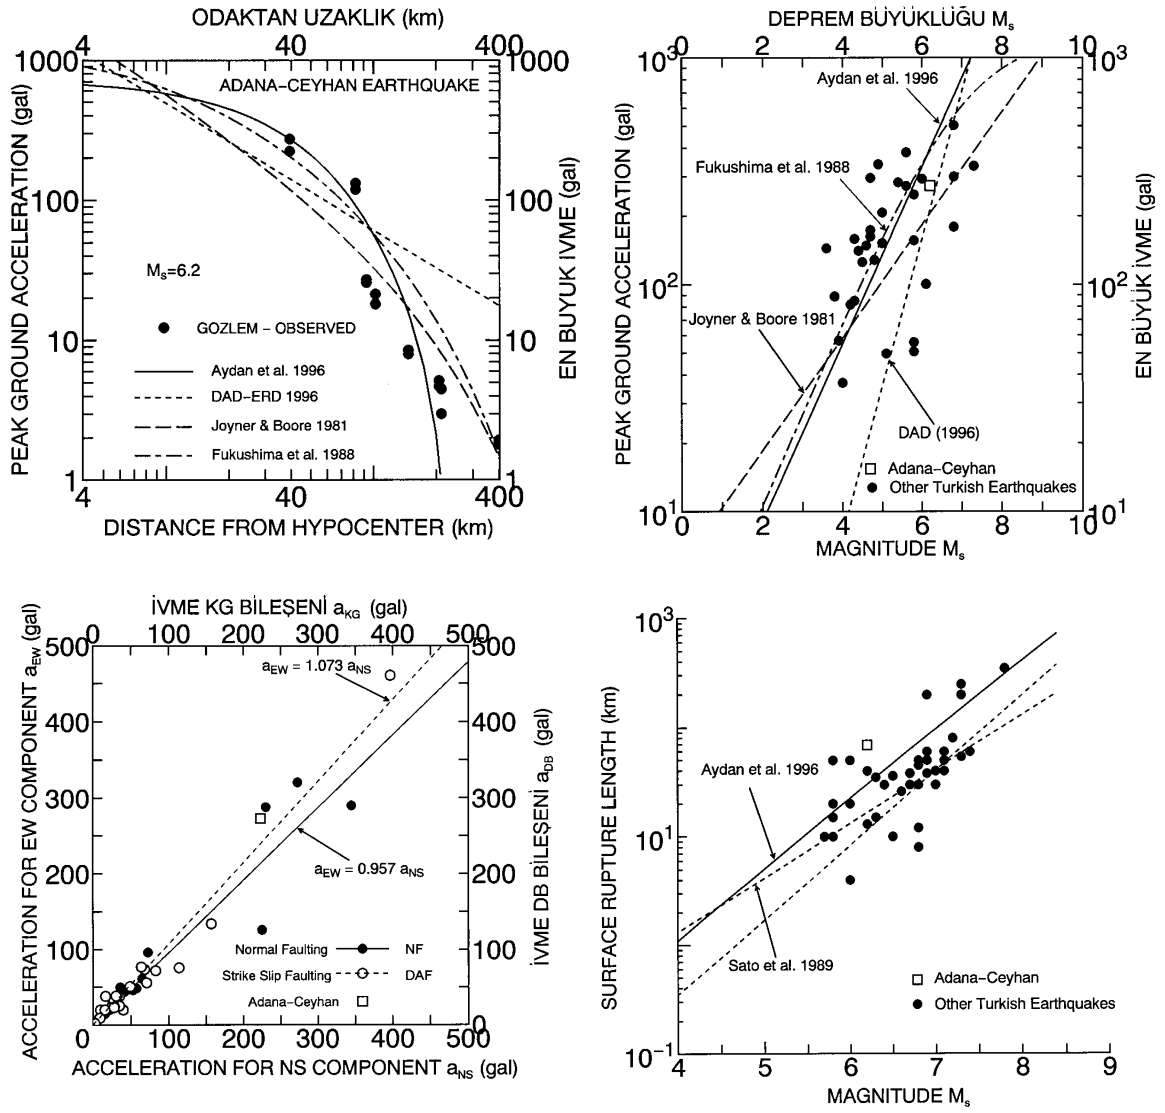 ODAKTAN UZAKLIK (km)
4 40 400
1000 1000
ADANA-CEYHAN EARTHQUAKE
PEAK GROUND ACCELERATION (gal)
EN BUYUK İVME (gal)
100 100
Ms=6.2
GOZLEM - OBSERVED
10 10
Aydan et al. 1996
DAD-ERD 1996
Joyner & Boore 1981
Fukushima et al. 1988
1 1
4 40 400
DISTANCE FROM HYPOCENTER (km)
DEPREM BÜYÜKLÜĞU Ms
0 2 4 6 8 10
10³ 10³
Aydan et al. 1996
PEAK GROUND ACCELERATION (gal)
EN BÜYÜK İVME (gal)
Fukushima et al. 1988
10² 10²
Joyner & Boore 1981
DAD (1996)
Adana-Ceyhan
Other Turkish Earthquakes
10¹ 10¹
0 2 4 6 8 10
MAGNITUDE Ms
İVME KG BİLEŞENİ aKG (gal)
0 100 200 300 400 500
500 500
aEW = 1.073 aNS
ACCELERATION FOR EW COMPONENT aEW (gal)
İVME DB BİLEŞENİ aDB (gal)
400 400
300 300
200 200
aEW = 0.957 aNS
100 100
Normal Faulting NF
Strike Slip Faulting DAF
Adana-Ceyhan
0 0
0 100 200 300 400 500
ACCELERATION FOR NS COMPONENT aNS (gal)
10³
SURFACE RUPTURE LENGTH (km)
10²
Aydan et al. 1996
10¹
Sato et al. 1989
Adana-Ceyhan
Other Turkish Earthquakes
10⁻¹
4 5 6 7 8 9
MAGNITUDE Ms